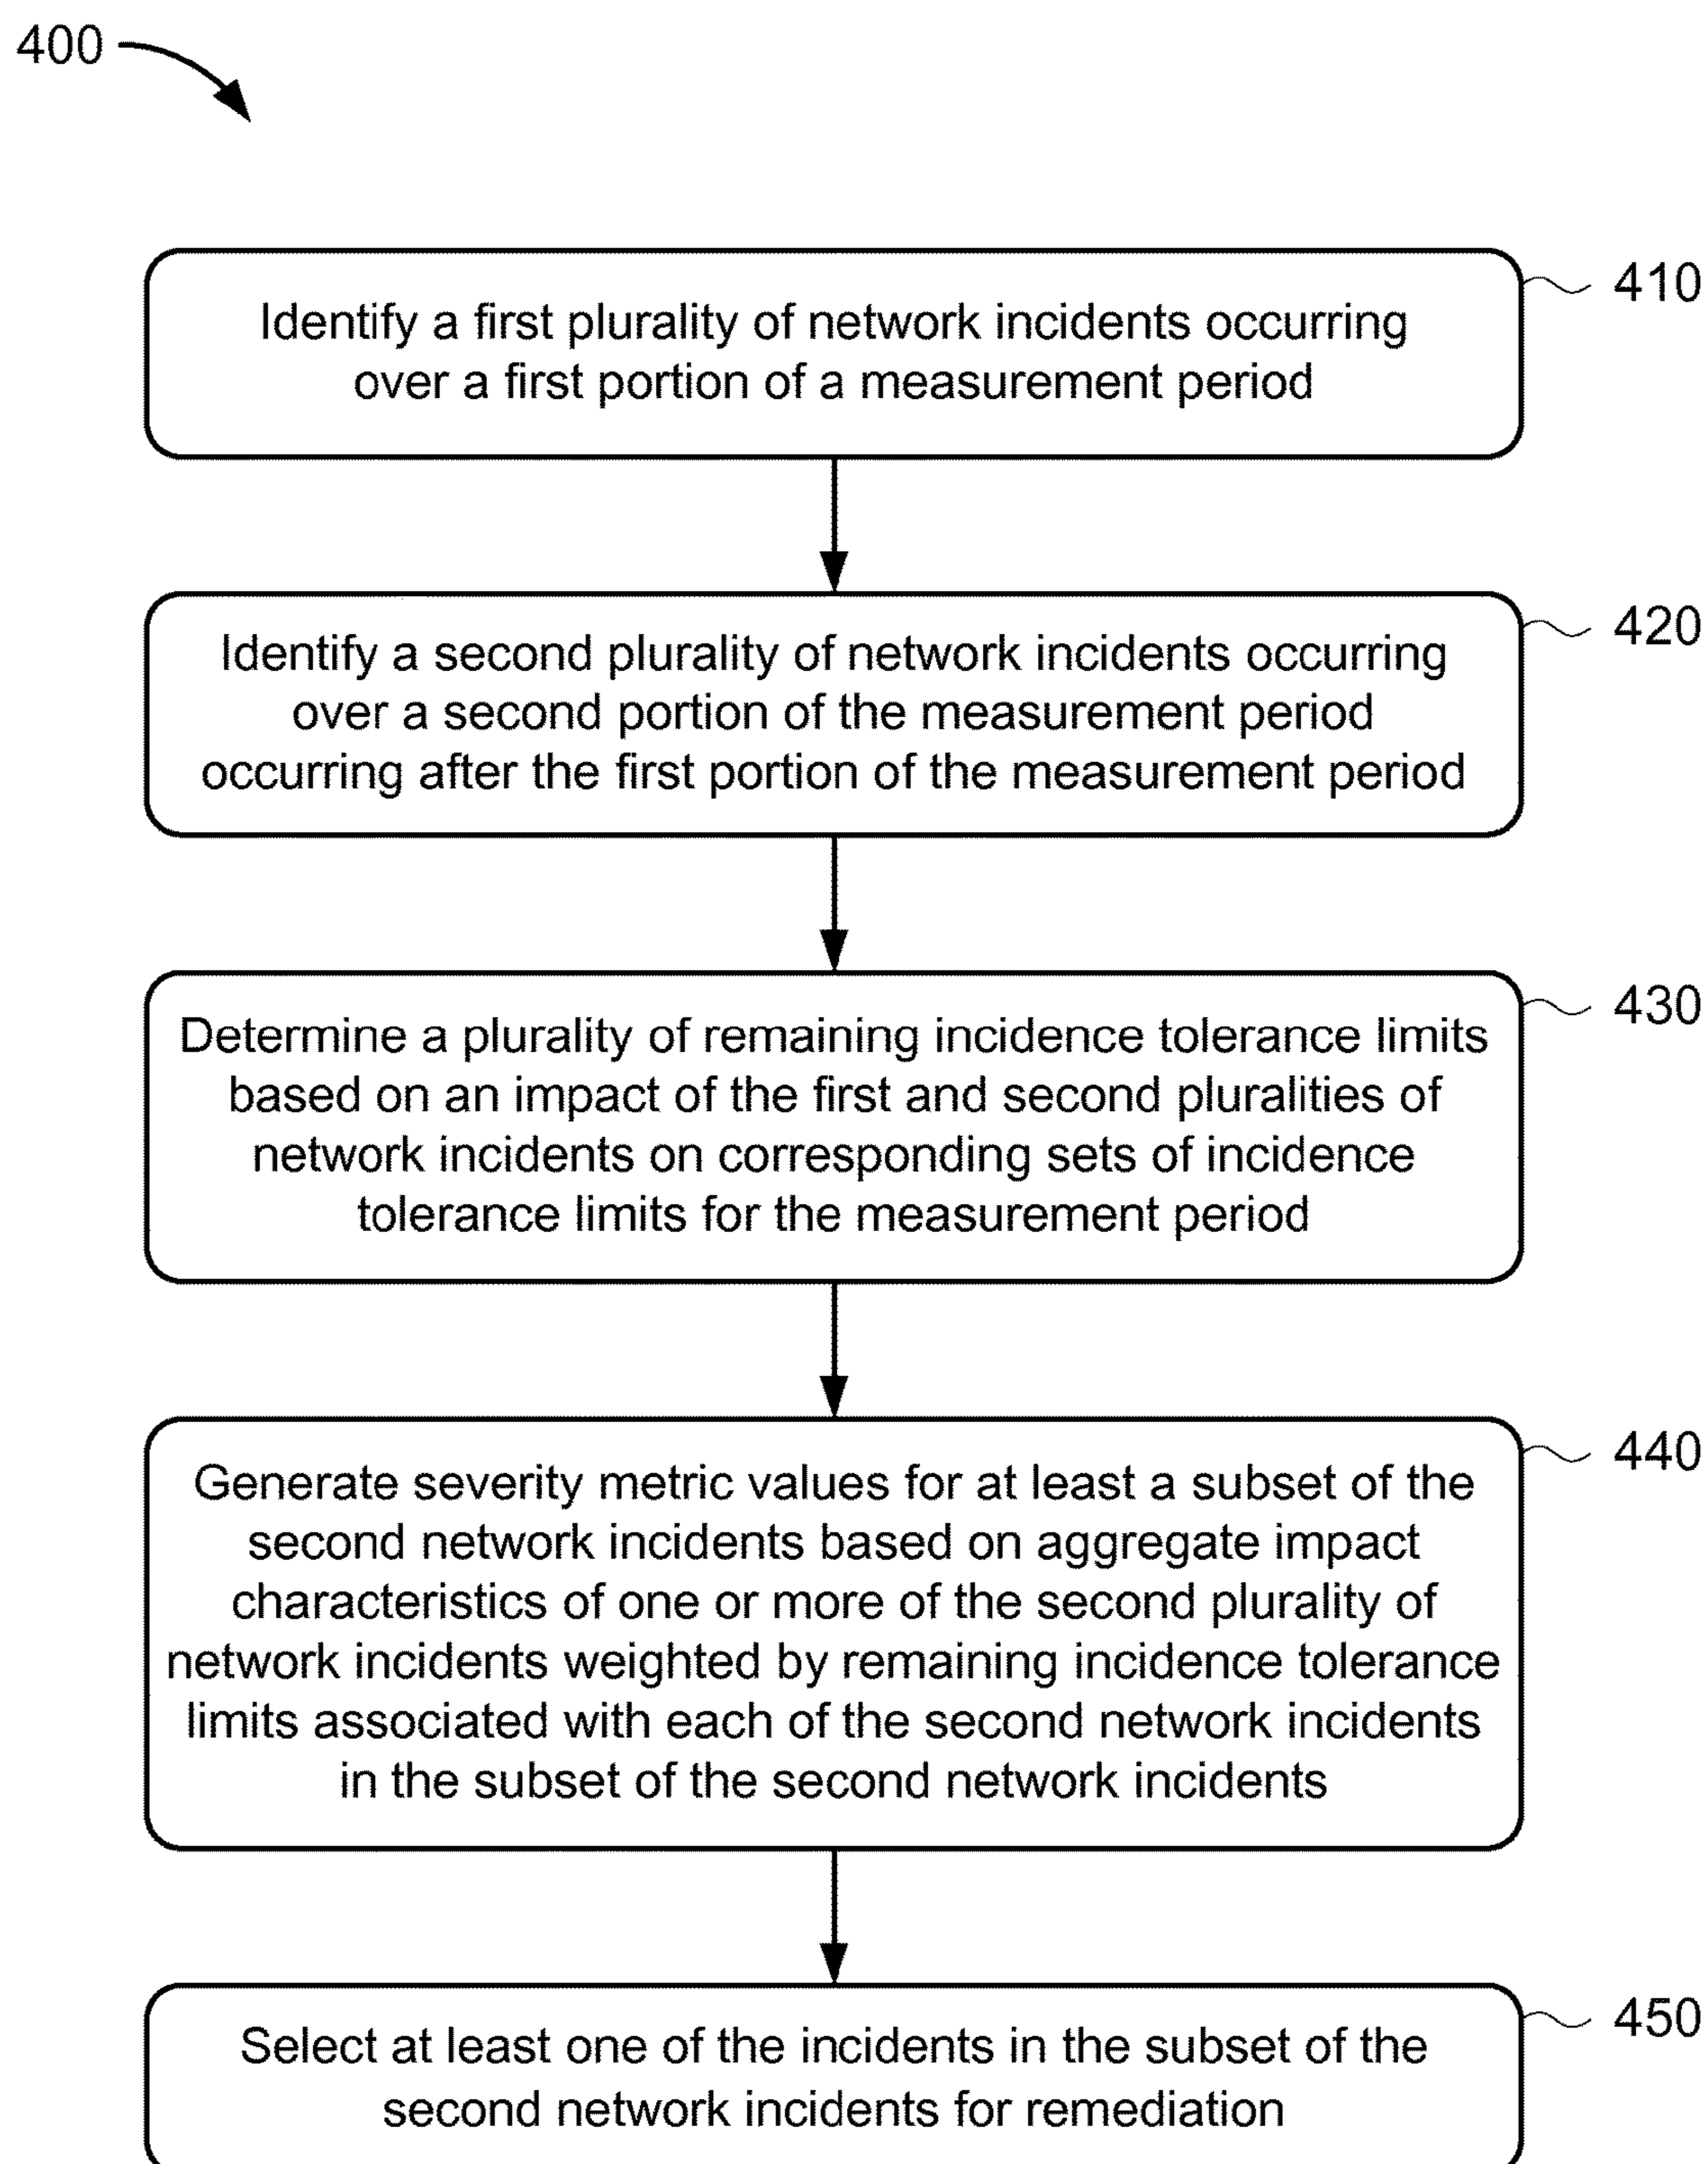 400
410
Identify a first plurality of network incidents occurring
over a first portion of a measurement period
420
Identify a second plurality of network incidents occurring
over a second portion of the measurement period
occurring after the first portion of the measurement period
430
Determine a plurality of remaining incidence tolerance limits
based on an impact of the first and second pluralities of
network incidents on corresponding sets of incidence
tolerance limits for the measurement period
440
Generate severity metric values for at least a subset of the
second network incidents based on aggregate impact
characteristics of one or more of the second plurality of
network incidents weighted by remaining incidence tolerance
limits associated with each of the second network incidents
in the subset of the second network incidents
450
Select at least one of the incidents in the subset of the
second network incidents for remediation